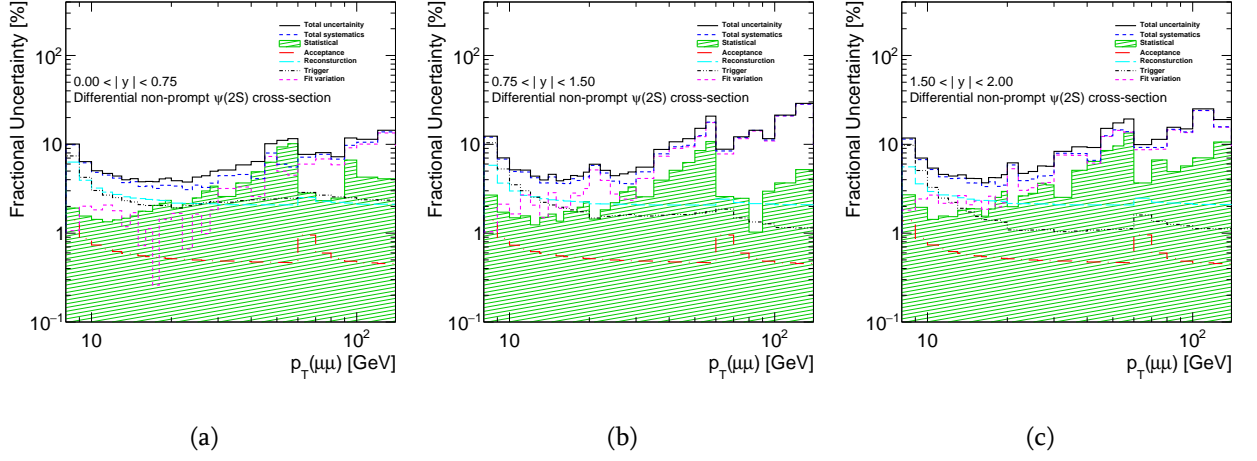 Fractional Uncertainty [%]
10²
10
1
10⁻¹
Total uncertainity
Total systematics
Statistical
Acceptance
Reconsturction
Trigger
Fit variation
0.00 < | y | < 0.75
Differential non-prompt ψ(2S) cross-section
10
10²
p_T(μμ) [GeV]
(a)
Fractional Uncertainty [%]
10²
10
1
10⁻¹
Total uncertainity
Total systematics
Statistical
Acceptance
Reconsturction
Trigger
Fit variation
0.75 < | y | < 1.50
Differential non-prompt ψ(2S) cross-section
10
10²
p_T(μμ) [GeV]
(b)
Fractional Uncertainty [%]
10²
10
1
10⁻¹
Total uncertainity
Total systematics
Statistical
Acceptance
Reconsturction
Trigger
Fit variation
1.50 < | y | < 2.00
Differential non-prompt ψ(2S) cross-section
10
10²
p_T(μμ) [GeV]
(c)